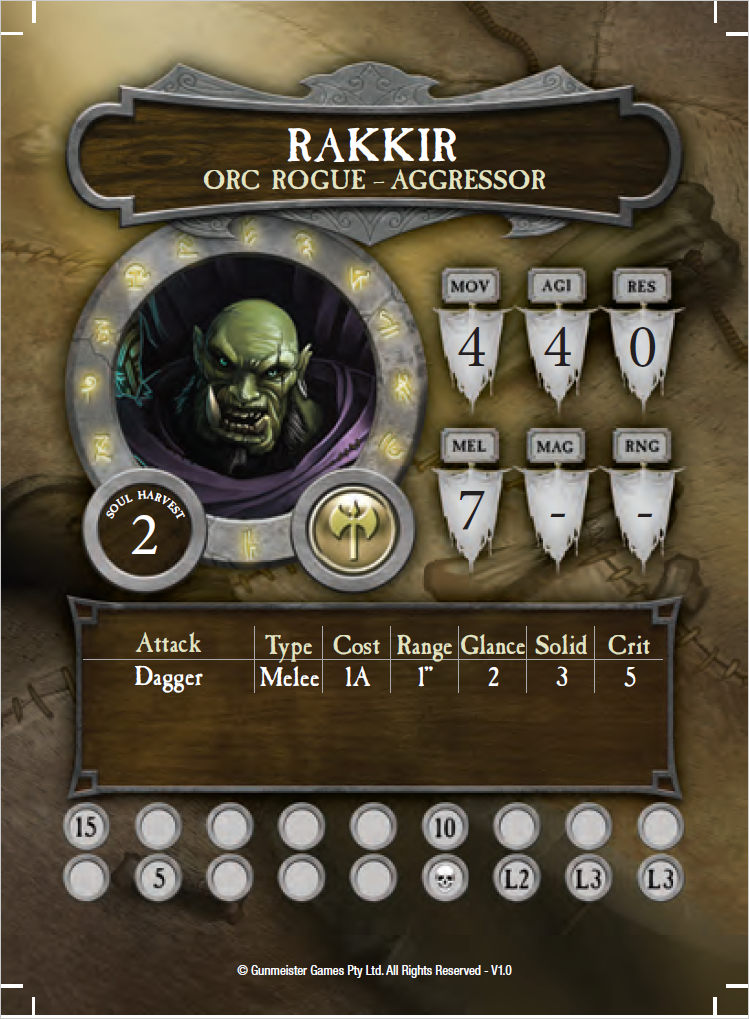 RAKKIR
ORC ROGUE – AGGRESSOR
MOV AGI RES
4 4 0
MEL MAG RNG
7 - -
SOUL HARVEST
2
Attack Type Cost Range Glance Solid Crit
Dagger Melee 1A 1” 2 3 5
15 10
5 L2 L3 L3
© Gunmeister Games Pty Ltd. All Rights Reserved - V1.0